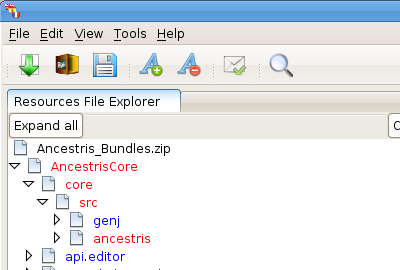 File Edit View Tools Help
Resources File Explorer
Expand all
Ancestris_Bundles.zip
AncestrisCore
core
src
genj
ancestris
api.editor